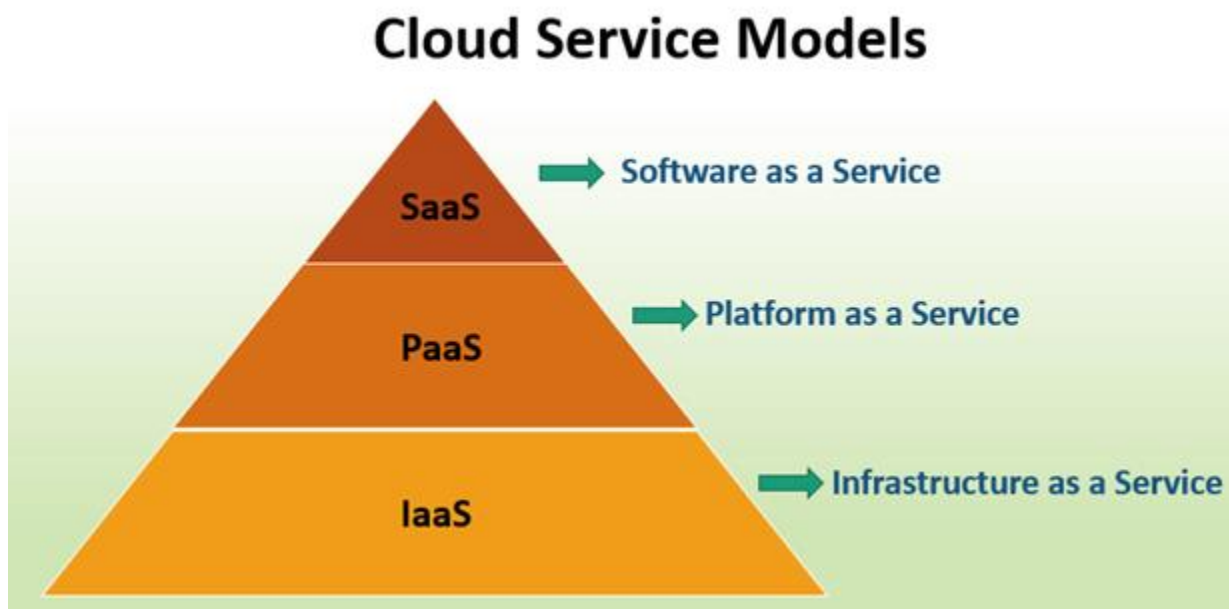 Cloud Service Models
SaaS
Software as a Service
PaaS
Platform as a Service
IaaS
Infrastructure as a Service